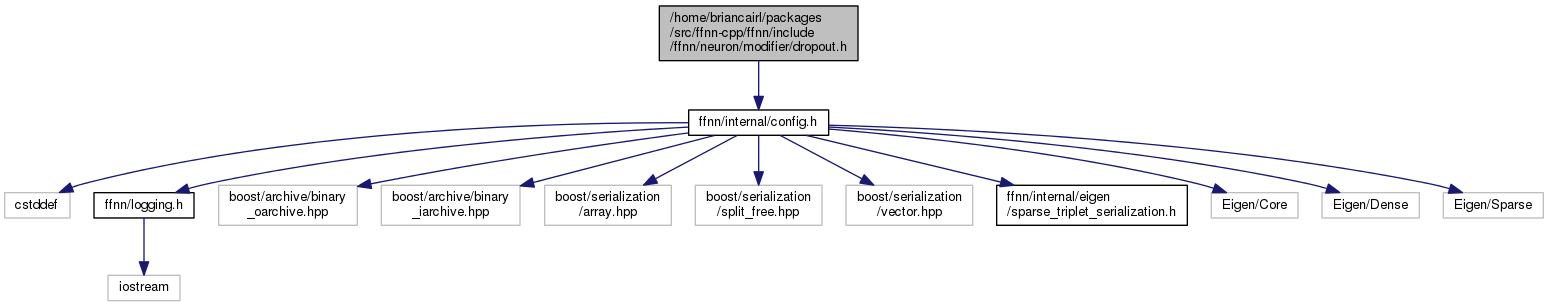 /home/briancairl/packages
/src/ffnn-cpp/ffnn/include
/ffnn/neuron/modifier/dropout.h
ffnn/internal/config.h
cstddef
ffnn/logging.h
boost/archive/binary
_oarchive.hpp
boost/archive/binary
_iarchive.hpp
boost/serialization
/array.hpp
boost/serialization
/split_free.hpp
boost/serialization
/vector.hpp
ffnn/internal/eigen
/sparse_triplet_serialization.h
Eigen/Core
Eigen/Dense
Eigen/Sparse
iostream